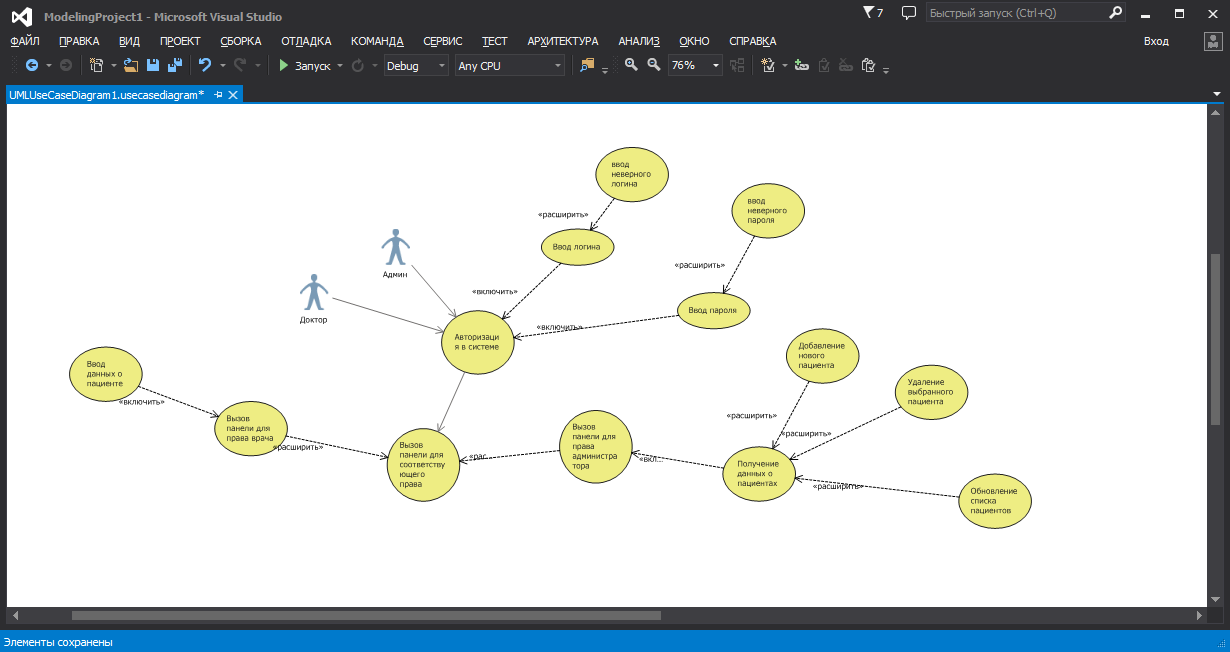 ModelingProject1 - Microsoft Visual Studio
7
Быстрый запуск (Ctrl+Q)
ФАЙЛ ПРАВКА ВИД ПРОЕКТ СБОРКА ОТЛАДКА КОМАНДА СЕРВИС ТЕСТ АРХИТЕКТУРА АНАЛИЗ ОКНО СПРАВКА
Вход
Запуск
Debug
Any CPU
76%
UMLUseCaseDiagram1.usecasediagram*
ввод
неверного
логина
«расширить»
Ввод логина
ввод
неверного
пароля
«расширить»
Ввод пароля
Админ
Доктор
«включить»
«включить»
Авторизаци
я в системе
Ввод
данных о
пациенте
«включить»
Вызов
панели для
права врача
«расширить»
Вызов
панели для
соответству
ющего
права
«рас...
Вызов
панели для
права
администра
тора
«вкл...
Получение
данных о
пациентах
Добавление
нового
пациента
«расширить»
Удаление
выбранного
пациента
«расширить»
«расширить»
Обновление
списка
пациентов
Элементы сохранены